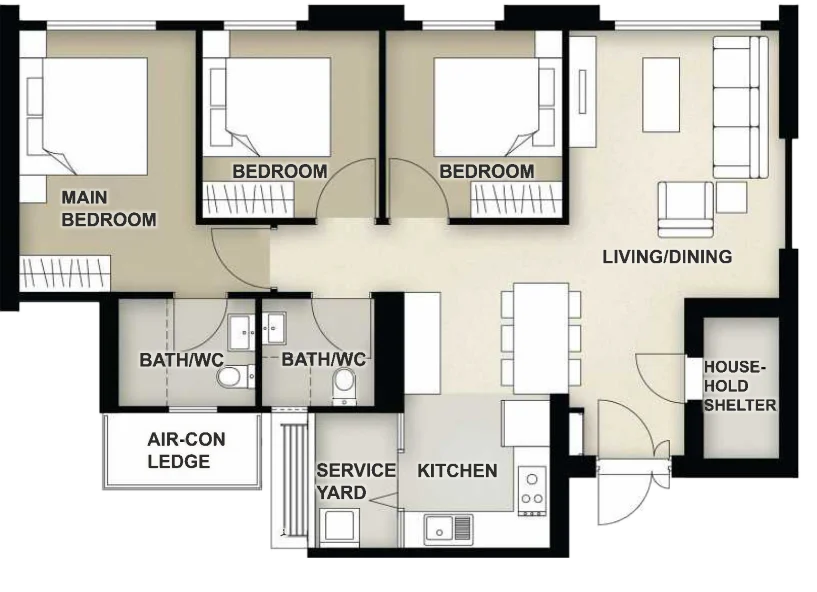 BEDROOM
BEDROOM
MAIN
BEDROOM
LIVING/DINING
BATH/WC
BATH/WC
HOUSE-
HOLD
SHELTER
AIR-CON
LEDGE
SERVICE
YARD
KITCHEN